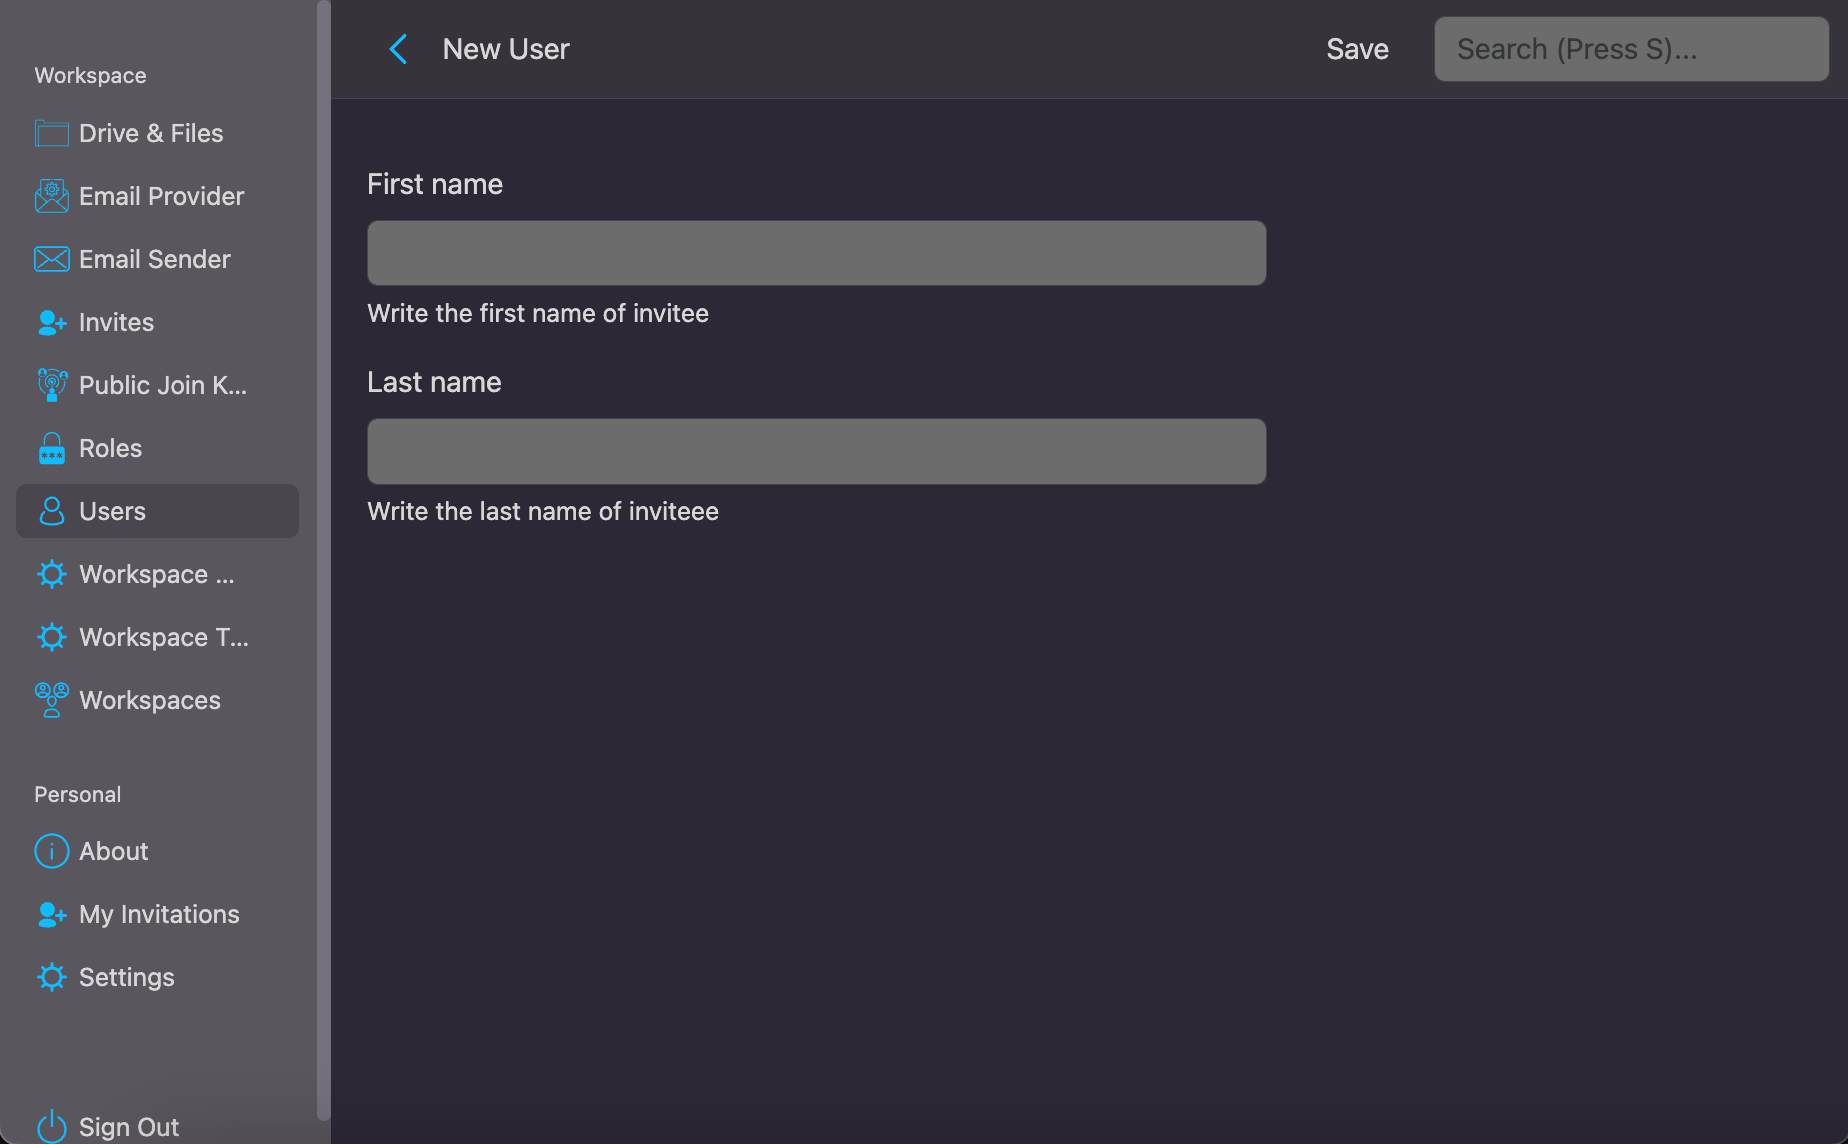 Workspace
Drive & Files
Email Provider
Email Sender
Invites
Public Join K...
Roles
Users
Workspace ...
Workspace T...
Workspaces
Personal
About
My Invitations
Settings
Sign Out
New User
Save
Search (Press S)...
First name
Write the first name of invitee
Last name
Write the last name of inviteee